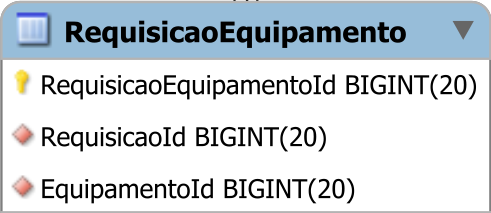 RequisicaoEquipamento
RequisicaoEquipamentoId BIGINT(20)
RequisicaoId BIGINT(20)
EquipamentoId BIGINT(20)